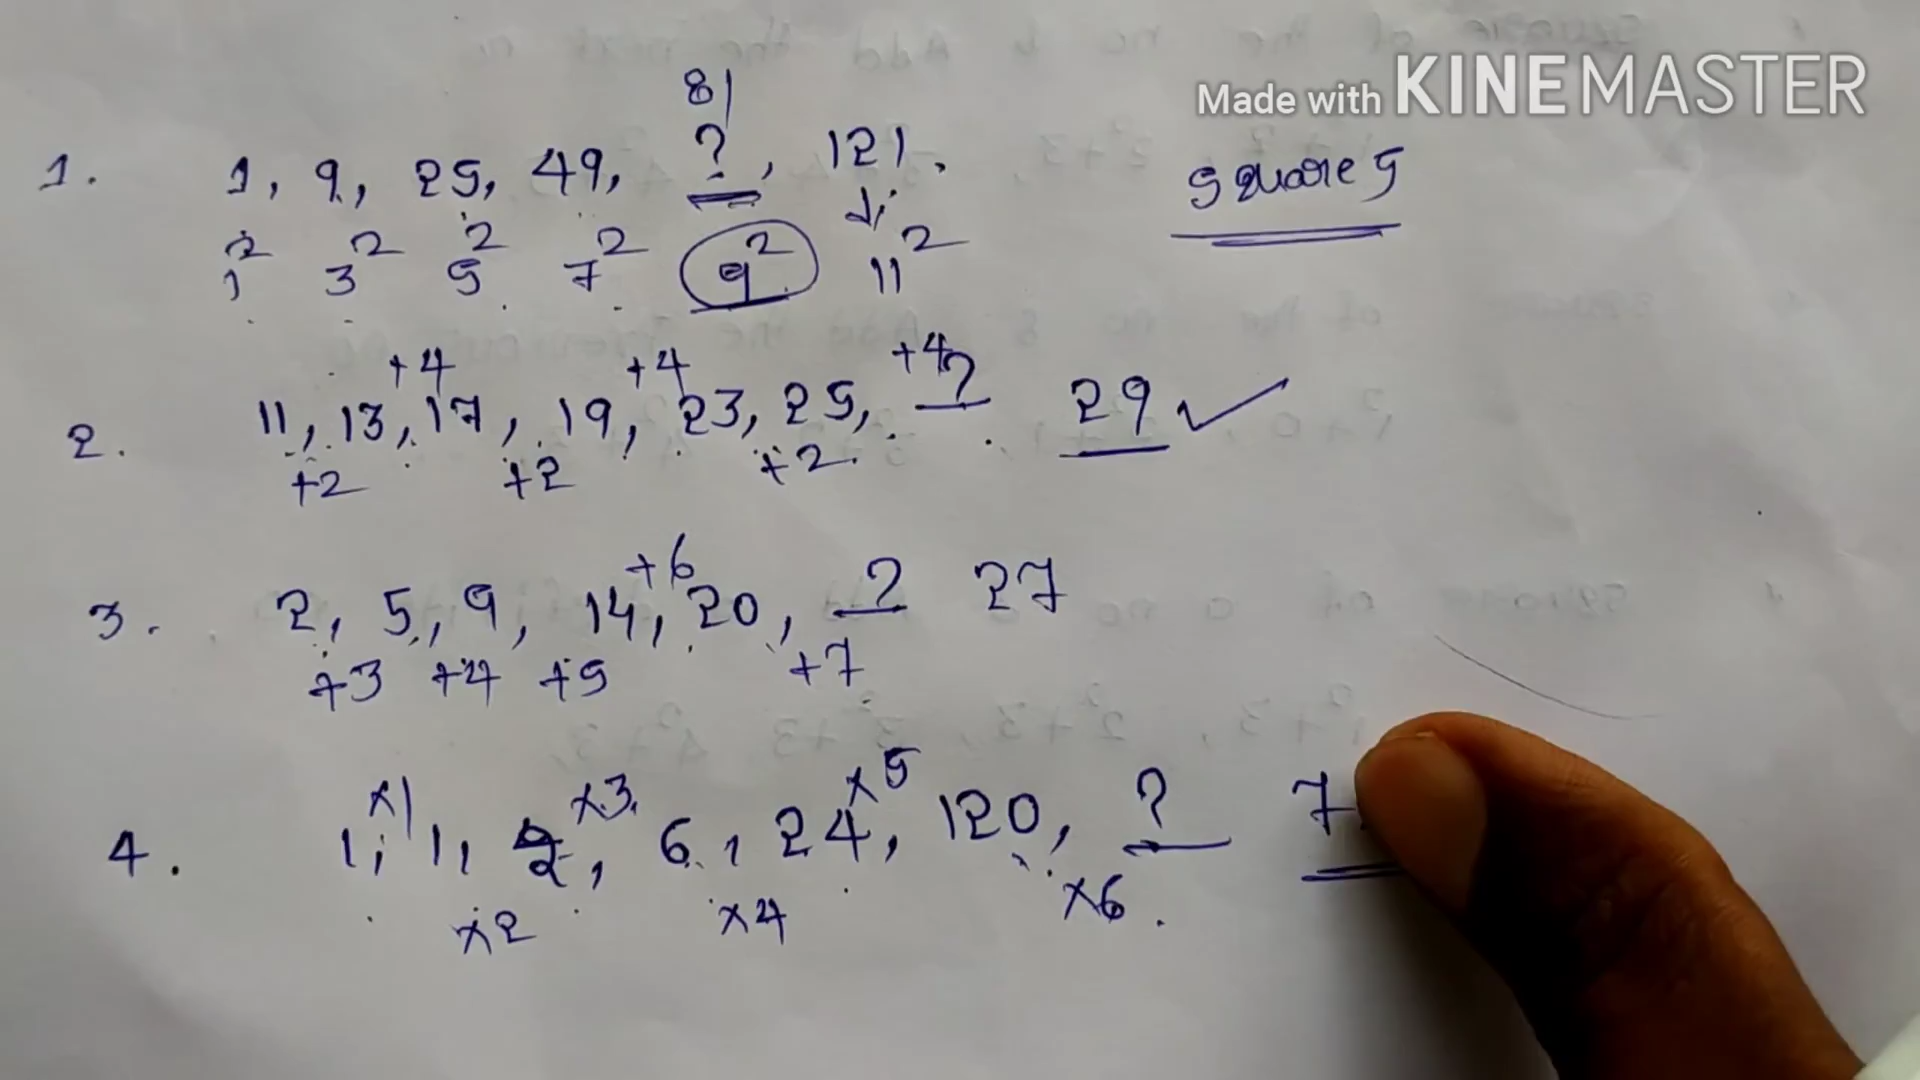 Made with KINEMASTER
81
1. 1, 9, 25, 49, ?, 121.
squares
1² 3² 5² 7² 9² 11²
+4 +4 +4
2. 11, 13, 17, 19, 23, 25, ? 29 ✓
+2 +2 +2
+6
3. 2, 5, 9, 14, 20, ? 27
+3 +4 +5 +7
×1 ×3 ×5
4. 1, 1, 2, 6, 24, 120, ? 7
×2 ×4 ×6